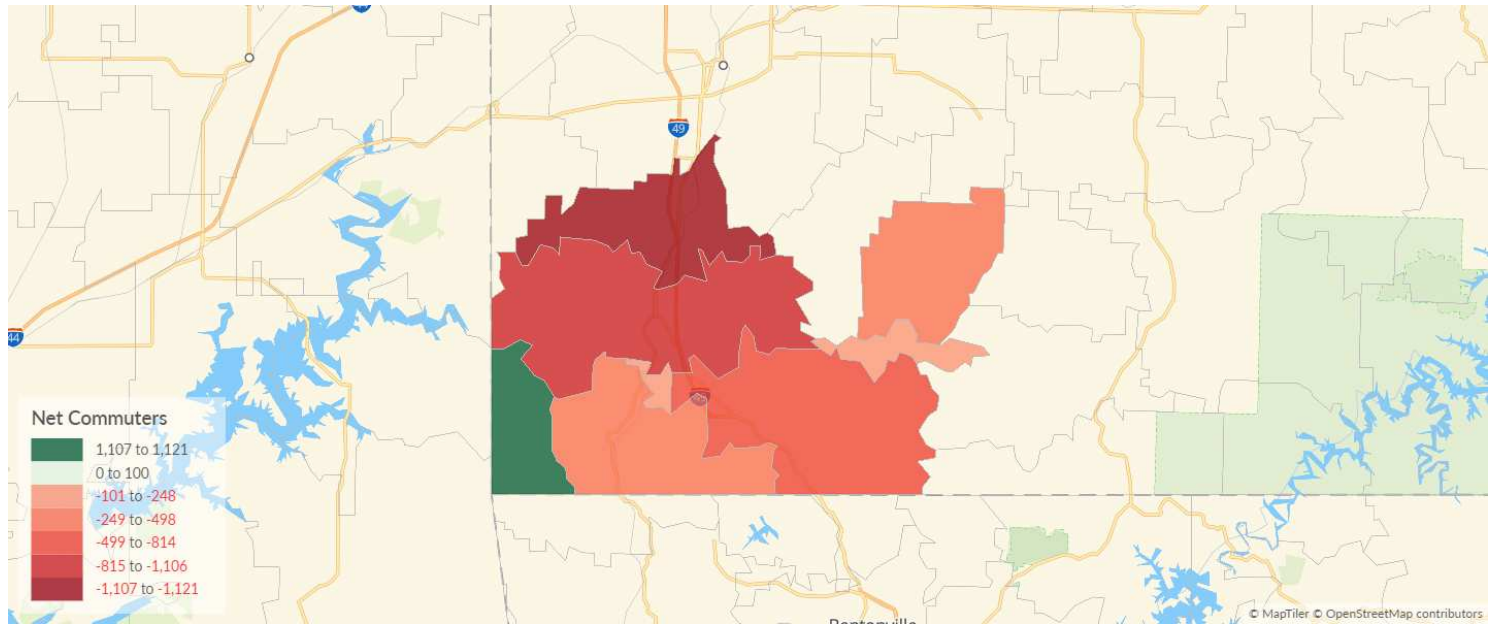 49
44
Net Commuters
1,107 to 1,121
0 to 100
-101 to -248
-249 to -498
-499 to -814
-815 to -1,106
-1,107 to -1,121
© MapTiler © OpenStreetMap contributors